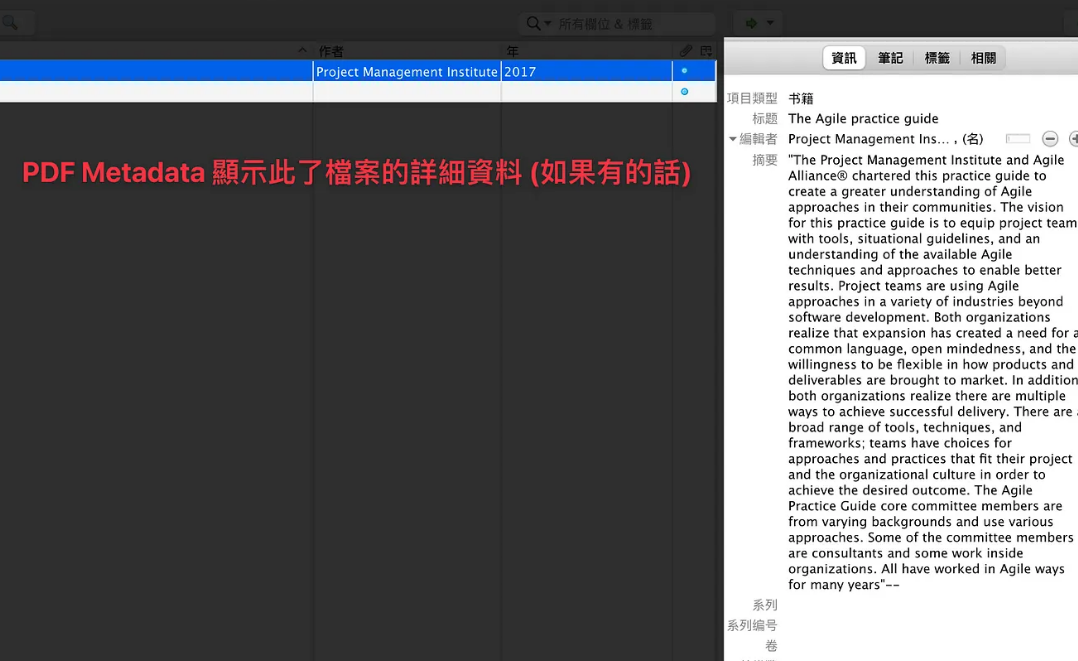 所有欄位 & 標籤
作者
年
Project Management Institute
2017
PDF Metadata 顯示此了檔案的詳細資料 (如果有的話)
資訊
筆記
標籤
相關
項目類型 书籍
标题 The Agile practice guide
編輯者 Project Management Ins... , (名)
摘要 "The Project Management Institute and Agile
Alliance® chartered this practice guide to
create a greater understanding of Agile
approaches in their communities. The vision
for this practice guide is to equip project team
with tools, situational guidelines, and an
understanding of the available Agile
techniques and approaches to enable better
results. Project teams are using Agile
approaches in a variety of industries beyond
software development. Both organizations
realize that expansion has created a need for a
common language, open mindedness, and the
willingness to be flexible in how products and
deliverables are brought to market. In addition
both organizations realize there are multiple
ways to achieve successful delivery. There are
broad range of tools, techniques, and
frameworks; teams have choices for
approaches and practices that fit their project
and the organizational culture in order to
achieve the desired outcome. The Agile
Practice Guide core committee members are
from varying backgrounds and use various
approaches. Some of the committee members
are consultants and some work inside
organizations. All have worked in Agile ways
for many years"--
系列
系列编号
卷